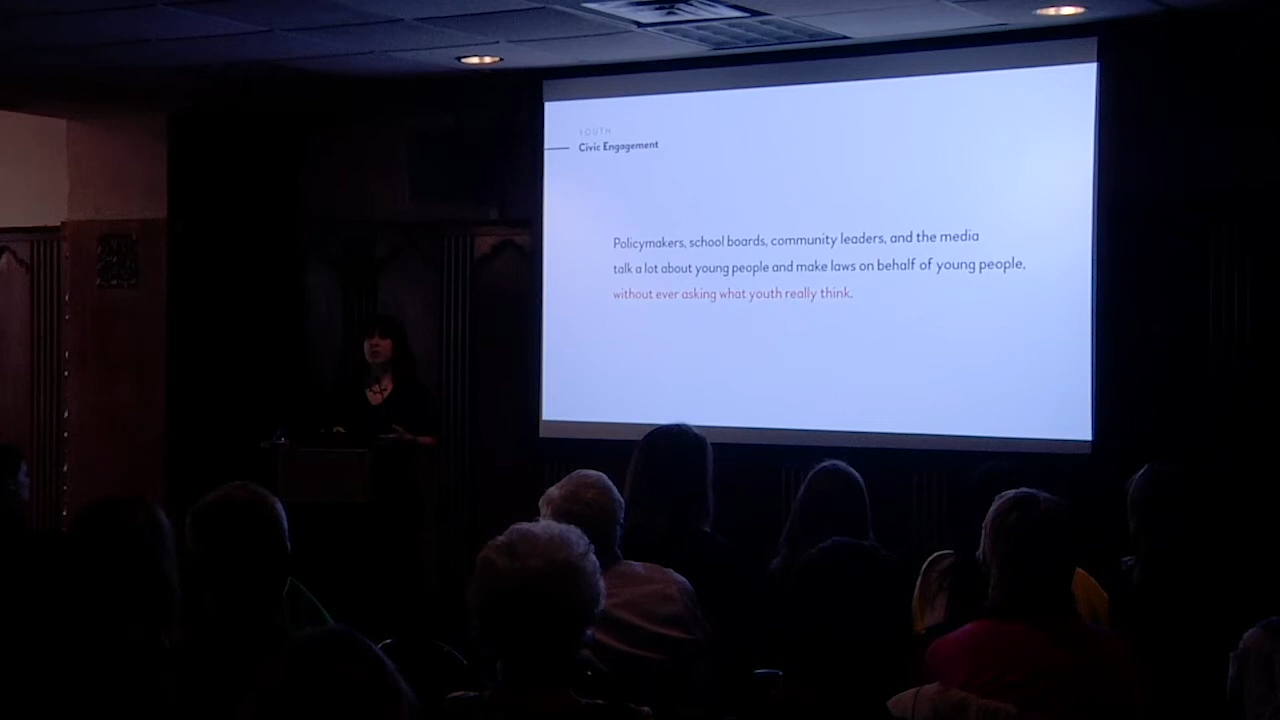 YOUTH
Civic Engagement
Policymakers, school boards, community leaders, and the media
talk a lot about young people and make laws on behalf of young people,
without ever asking what youth really think.